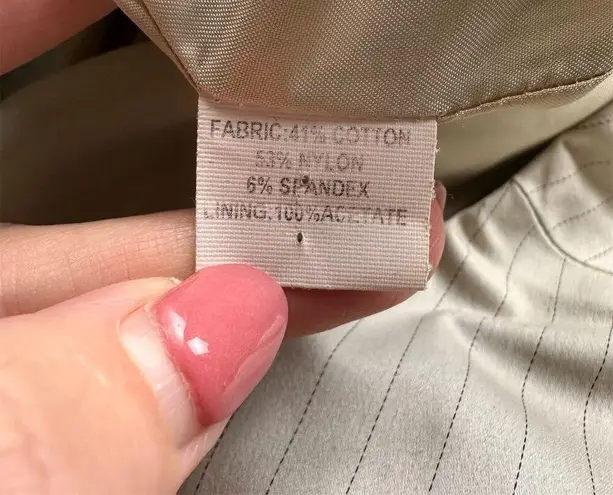 FABRIC:41% COTTON
53% NYLON
6% SPANDEX
LINING:100%ACETATE